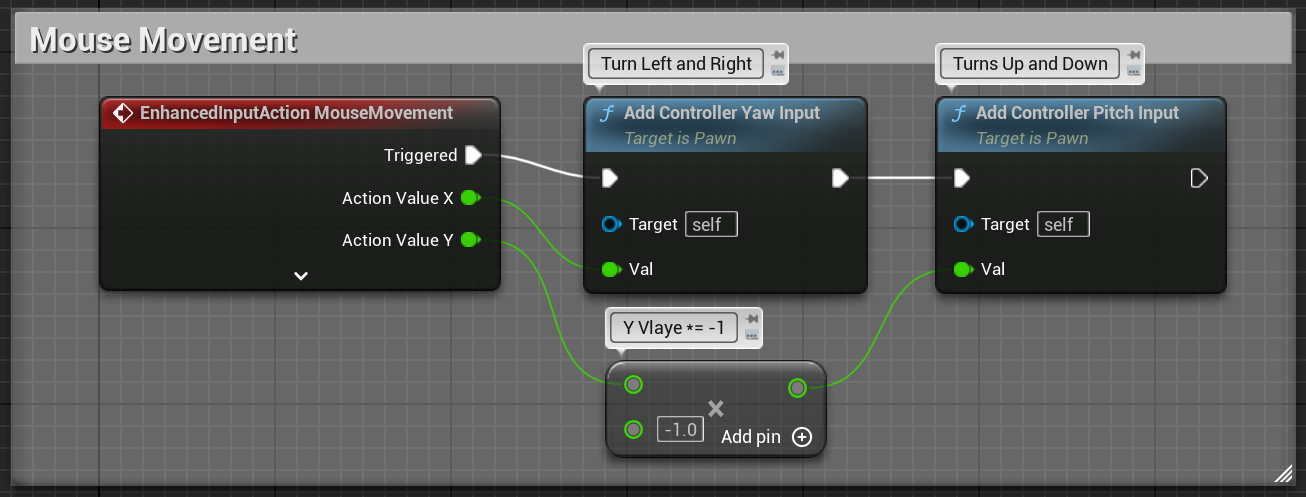 Mouse Movement
Turn Left and Right
Turns Up and Down
EnhancedInputAction MouseMovement
Triggered
Action Value X
Action Value Y
Add Controller Yaw Input
Target is Pawn
Target self
Val
Add Controller Pitch Input
Target is Pawn
Target self
Val
Y Vlaye *= -1
-1.0
Add pin